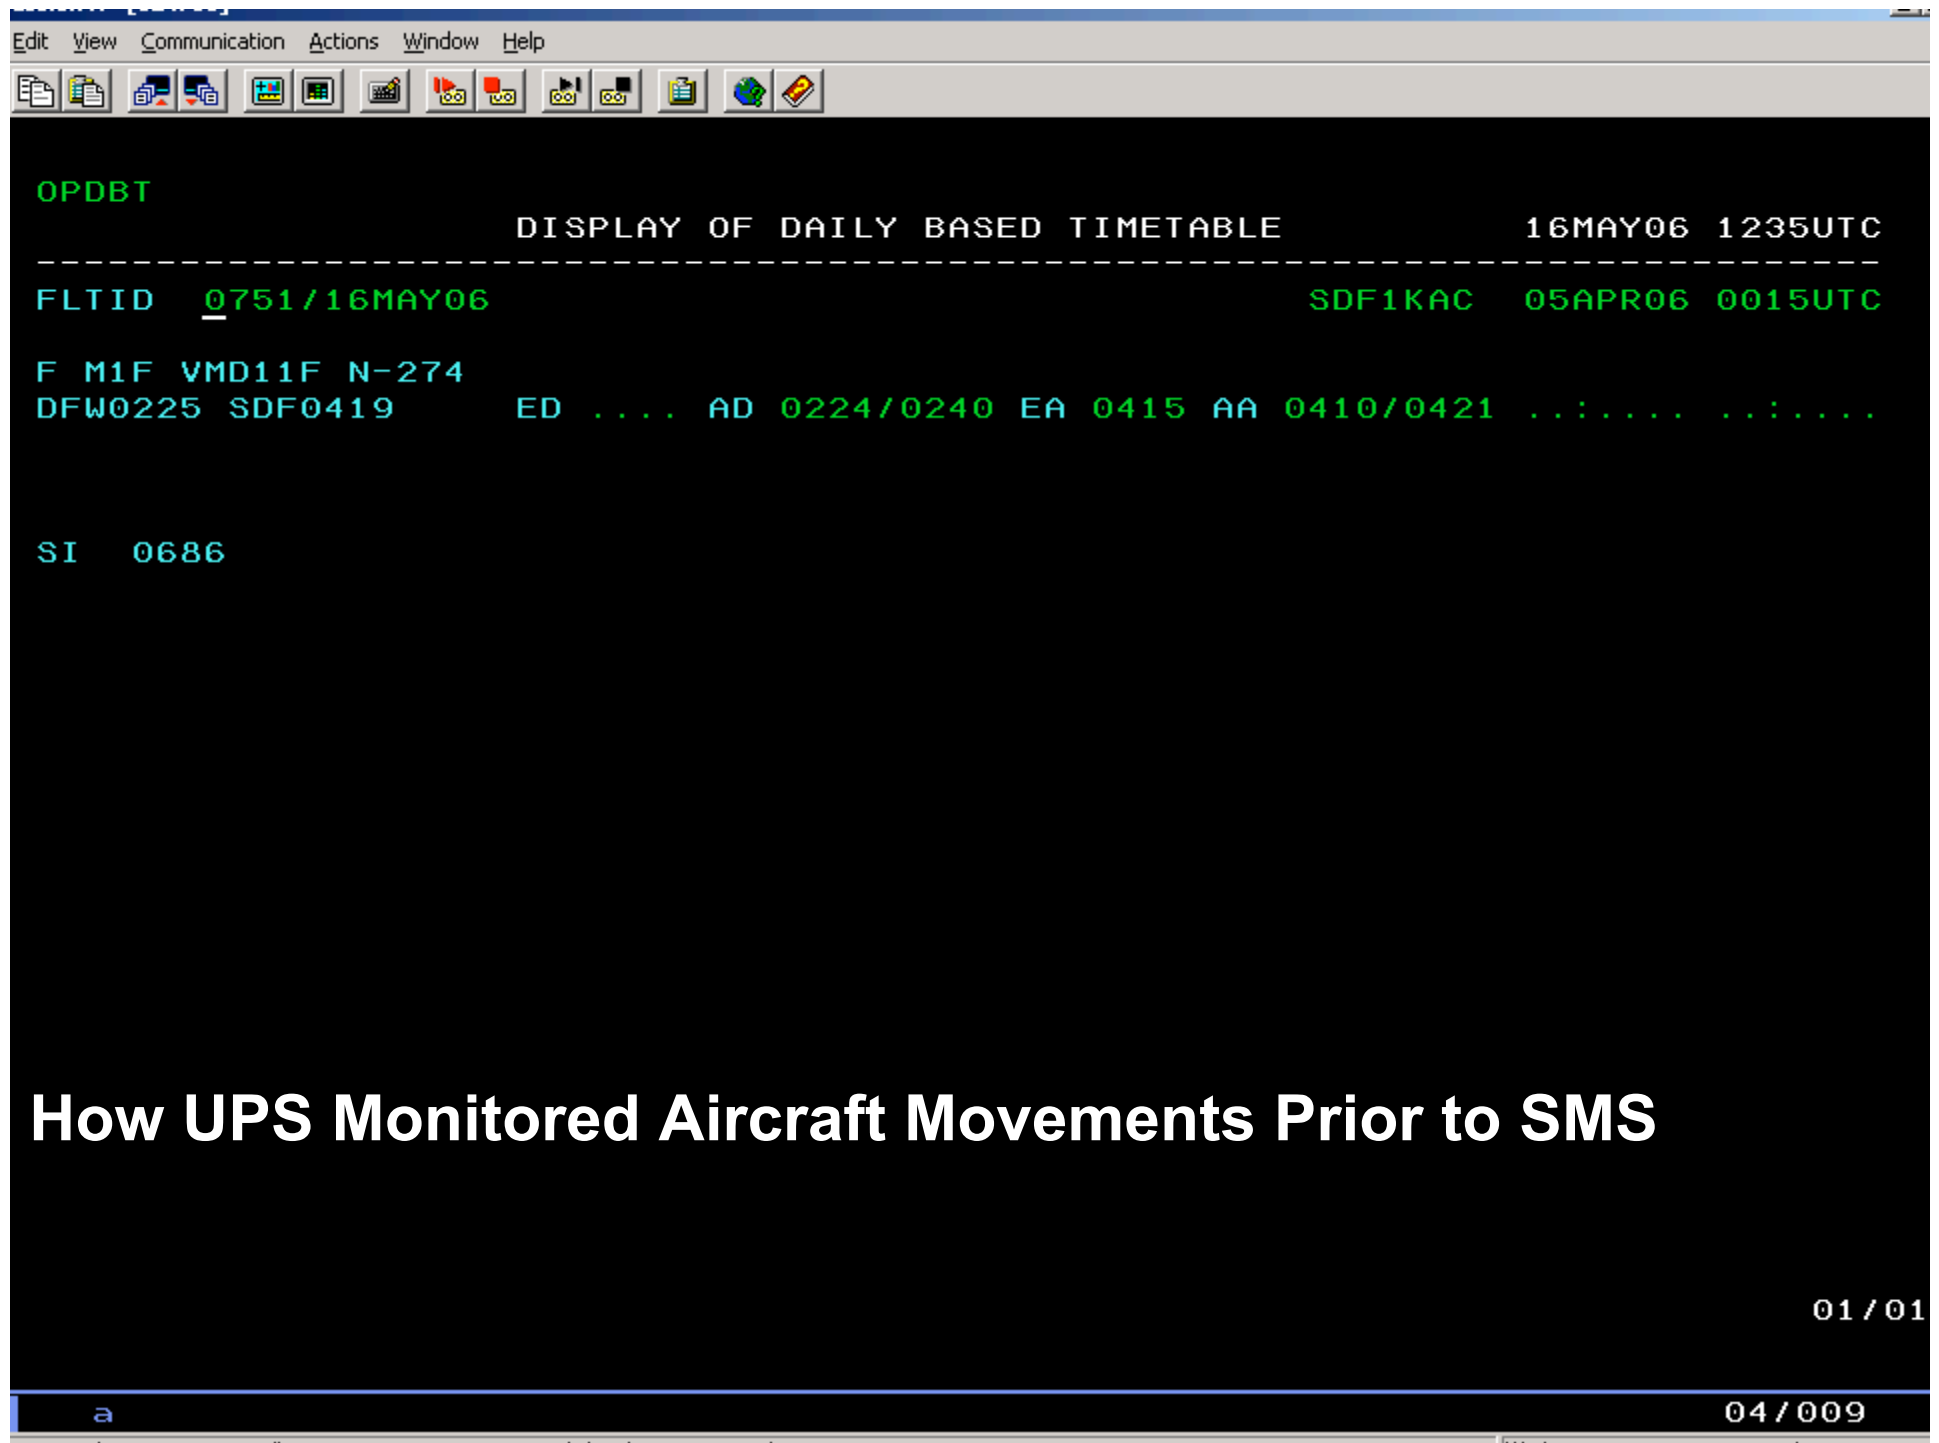 Edit View Communication Actions Window Help
OPDBT
DISPLAY OF DAILY BASED TIMETABLE 16MAY06 1235UTC
FLTID 0751/16MAY06 SDF1KAC 05APR06 0015UTC
F M1F VMD11F N-274
DFW0225 SDF0419 ED .... AD 0224/0240 EA 0415 AA 0410/0421 ..:.... ..:....
SI 0686
How UPS Monitored Aircraft Movements Prior to SMS
01/01
a 04/009